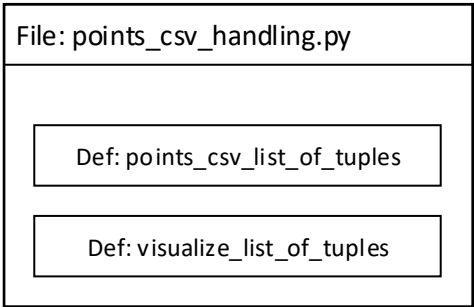 File: points_csv_handling.py
Def: points_csv_list_of_tuples
Def: visualize_list_of_tuples